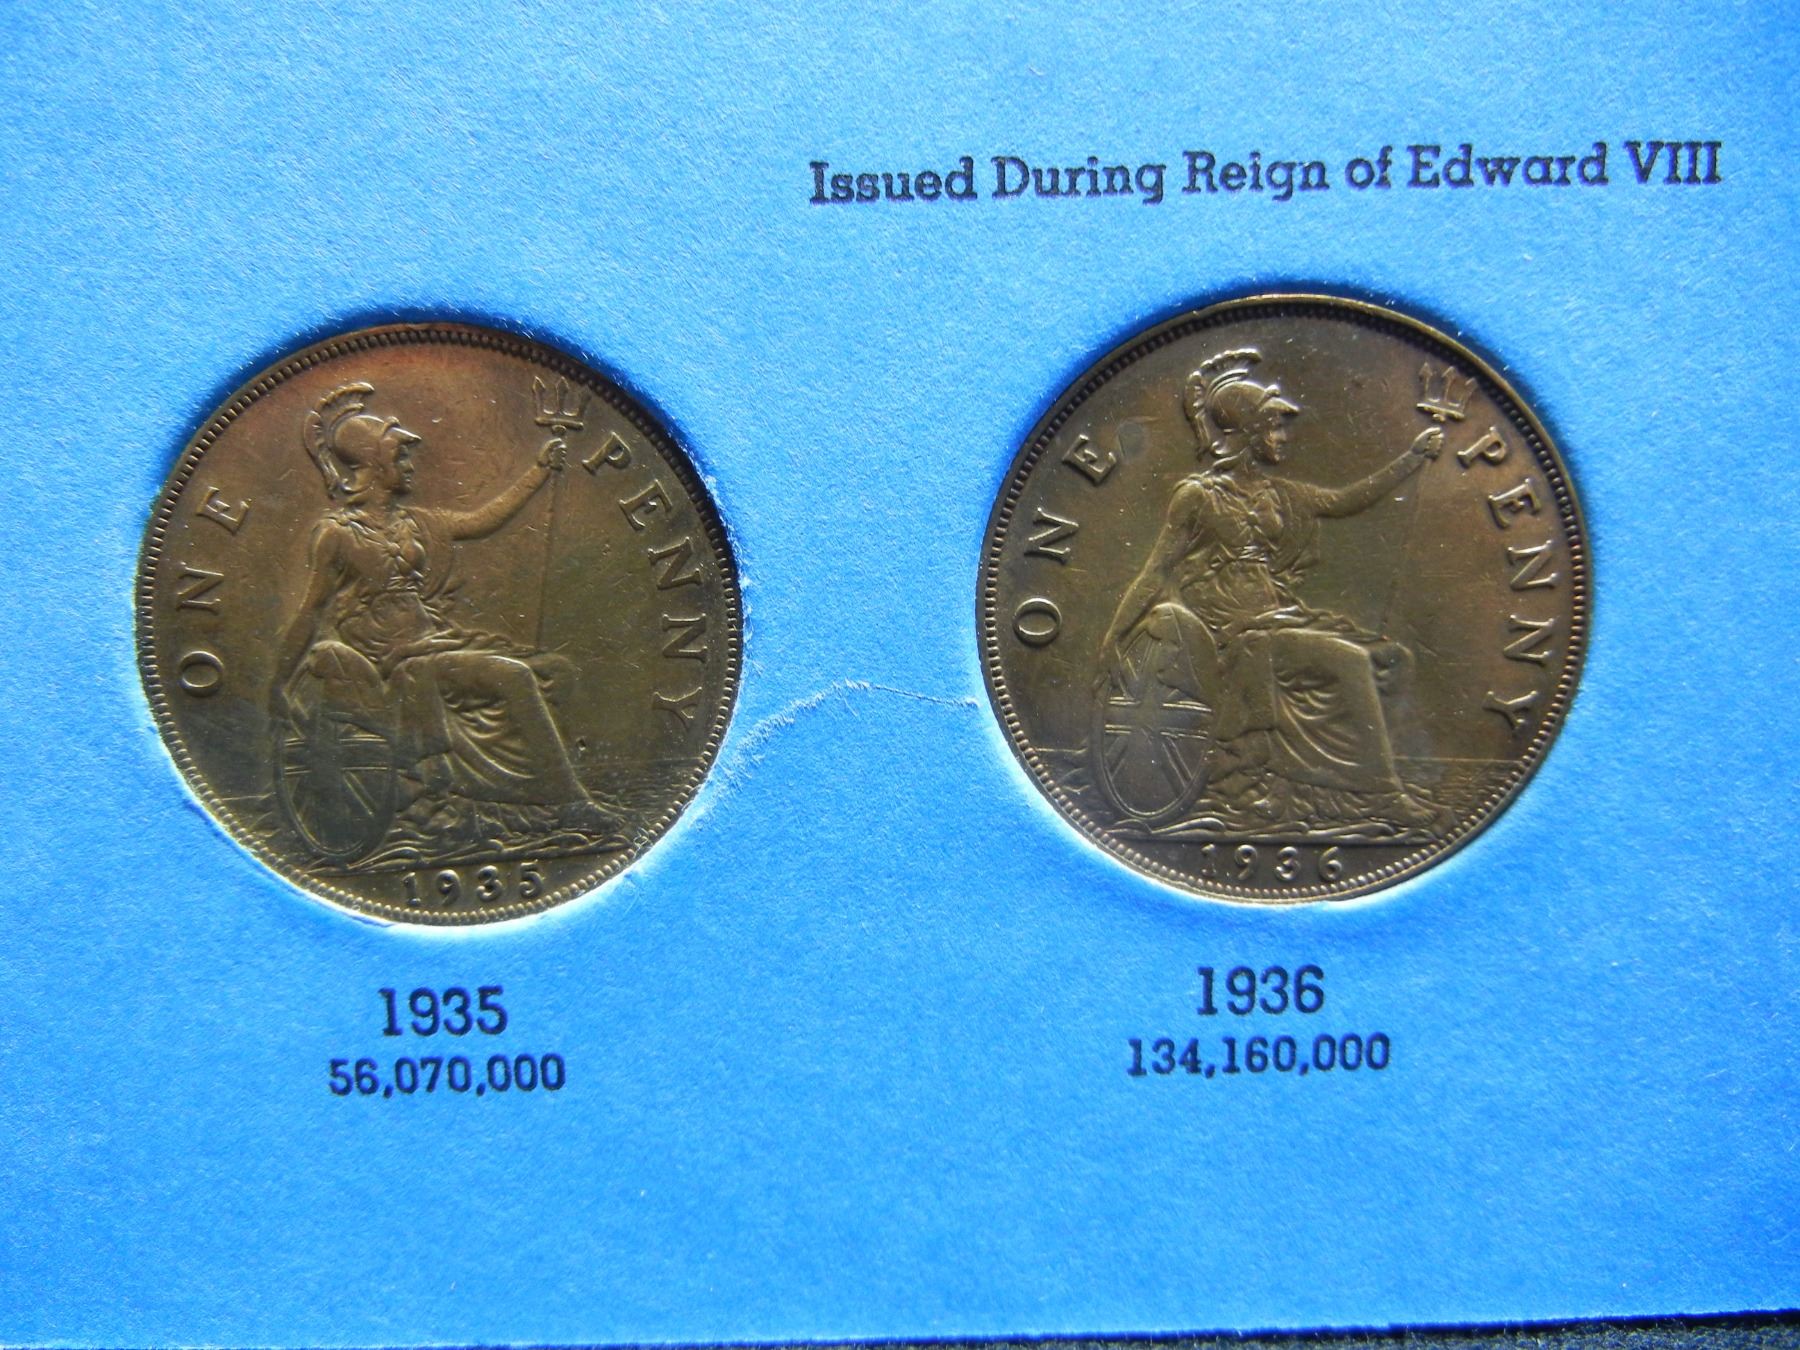 Issued During Reign of Edward VIII
ONE PENNY
1935
ONE PENNY
1936
1935
56,070,000
1936
134,160,000